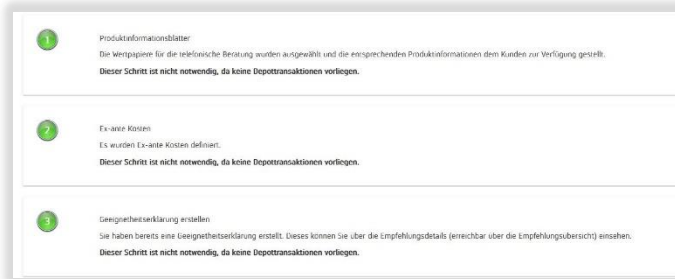 1
Produktinformationsblätter
Die Wertpapiere für die telefonische Beratung wurden ausgewählt und die entsprechenden Produktinformationen dem Kunden zur Verfügung gestellt.
Dieser Schritt ist nicht notwendig, da keine Depottransaktionen vorliegen.
2
Ex-ante Kosten
Es wurden Ex-ante Kosten definiert.
Dieser Schritt ist nicht notwendig, da keine Depottransaktionen vorliegen.
3
Geeignetheitserklärung erstellen
Sie haben bereits eine Geeignetheitserklärung erstellt. Dieses können Sie über die Empfehlungsdetails (erreichbar über die Empfehlungsübersicht) einsehen.
Dieser Schritt ist nicht notwendig, da keine Depottransaktionen vorliegen.